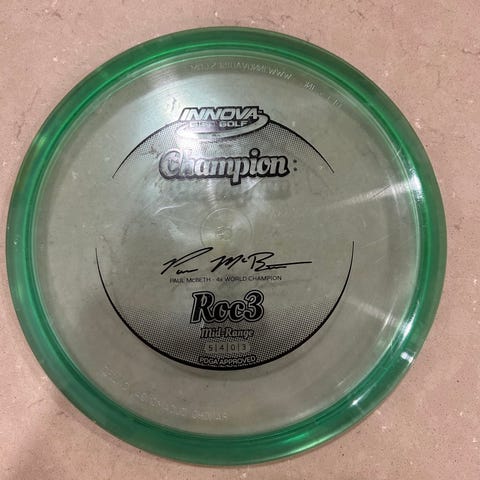 INNOVA
DISC GOLF
Champion
PAUL MCBETH - 4x WORLD CHAMPION
Roc3
Mid-Range
5 4 0 3
PDGA APPROVED